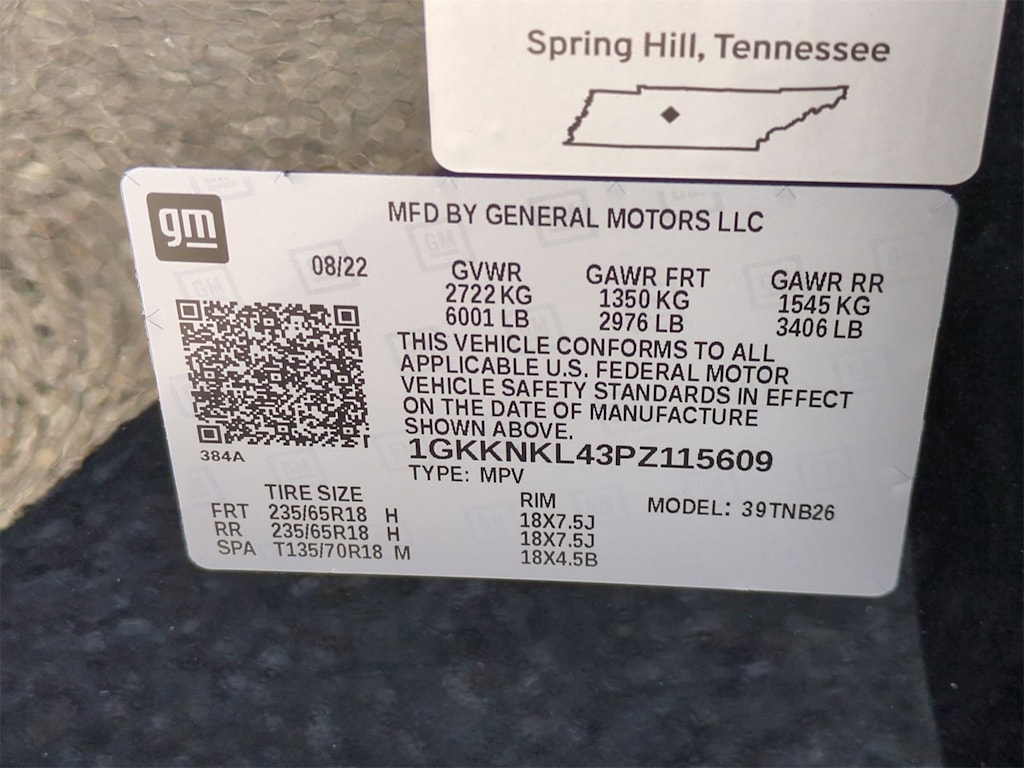 Spring Hill, Tennessee
gm
MFD BY GENERAL MOTORS LLC
08/22
GVWR GAWR FRT GAWR RR
2722 KG 1350 KG 1545 KG
6001 LB 2976 LB 3406 LB
THIS VEHICLE CONFORMS TO ALL
APPLICABLE U.S. FEDERAL MOTOR
VEHICLE SAFETY STANDARDS IN EFFECT
ON THE DATE OF MANUFACTURE
SHOWN ABOVE.
384A
1GKKNKL43PZ115609
TYPE: MPV
TIRE SIZE RIM MODEL: 39TNB26
FRT 235/65R18 H 18X7.5J
RR 235/65R18 H 18X7.5J
SPA T135/70R18 M 18X4.5B